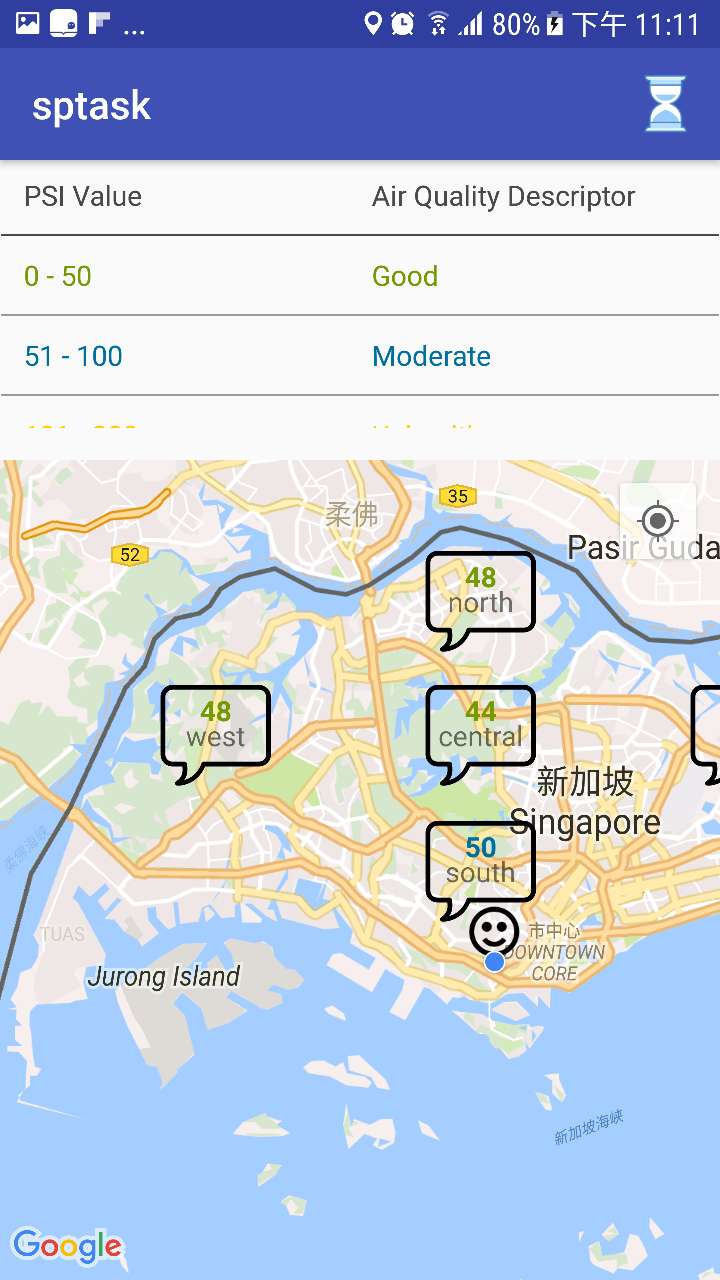 ... 80% 下午 11:11
sptask
PSI Value Air Quality Descriptor
0 - 50 Good
51 - 100 Moderate
35
柔佛
52
Pasir Guda
48
north
48
west
44
central
新加坡
Singapore
50
south
柔佛海峡
TUAS
市中心
DOWNTOWN
CORE
Jurong Island
新加坡海峡
Google